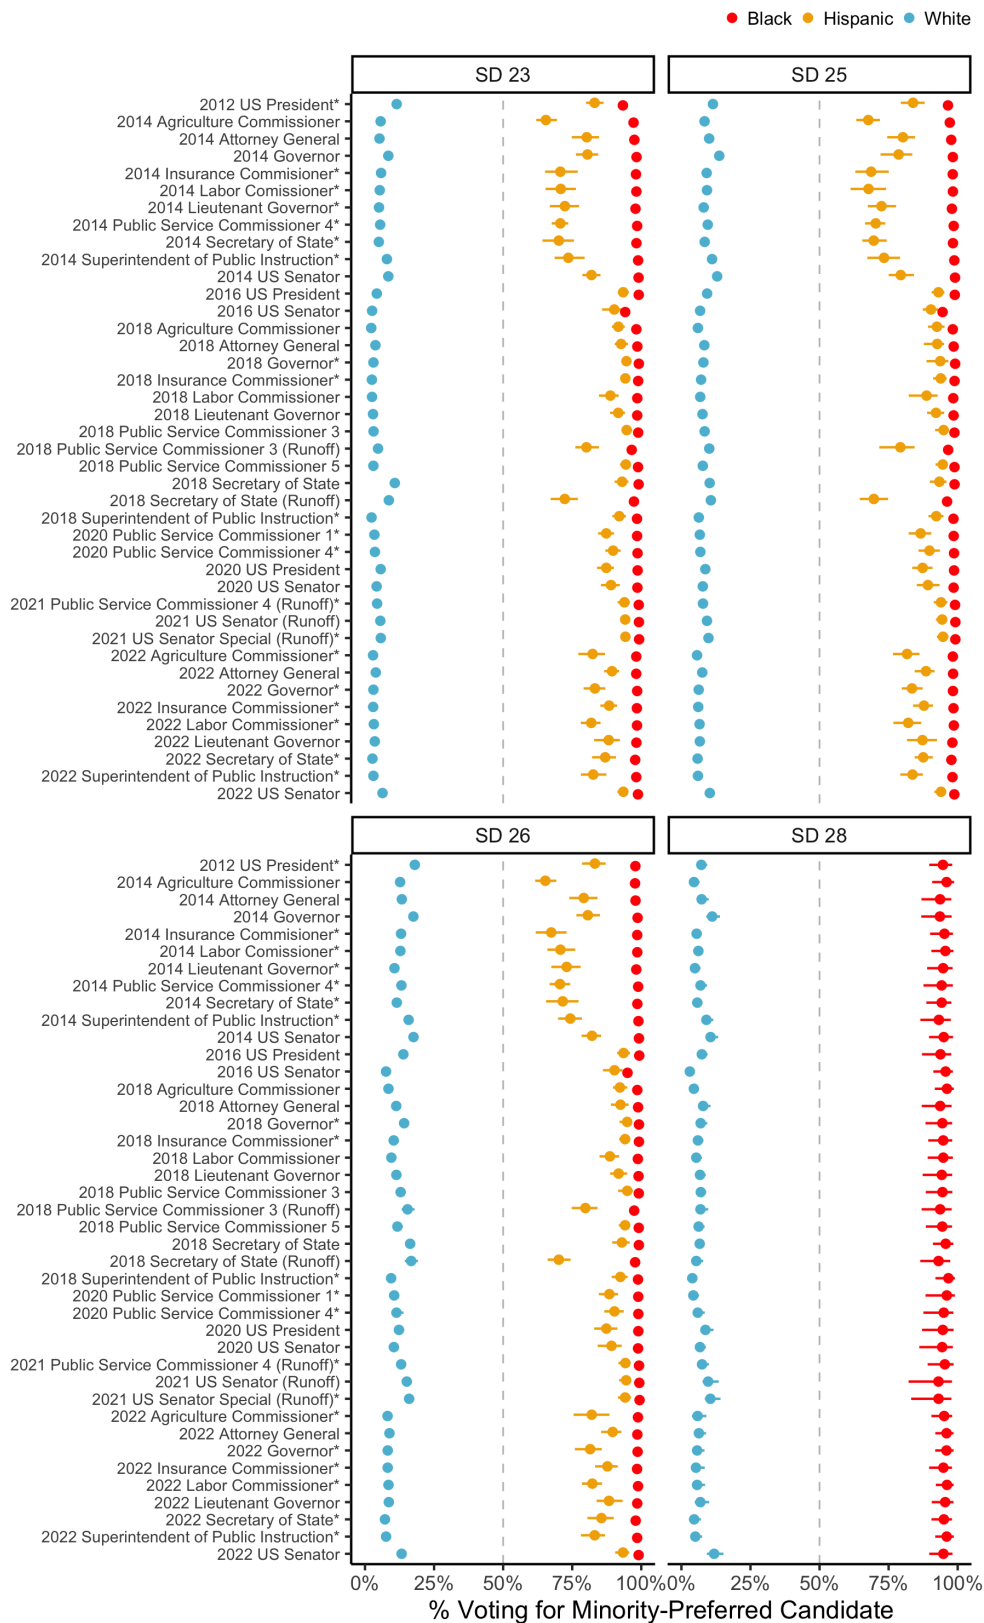 Black Hispanic White
SD 23 SD 25
2012 US President*
2014 Agriculture Commissioner
2014 Attorney General
2014 Governor
2014 Insurance Commisioner*
2014 Labor Comissioner*
2014 Lieutenant Governor*
2014 Public Service Commissioner 4*
2014 Secretary of State*
2014 Superintendent of Public Instruction*
2014 US Senator
2016 US President
2016 US Senator
2018 Agriculture Commissioner
2018 Attorney General
2018 Governor*
2018 Insurance Commissioner*
2018 Labor Commissioner
2018 Lieutenant Governor
2018 Public Service Commissioner 3
2018 Public Service Commissioner 3 (Runoff)
2018 Public Service Commissioner 5
2018 Secretary of State
2018 Secretary of State (Runoff)
2018 Superintendent of Public Instruction*
2020 Public Service Commissioner 1*
2020 Public Service Commissioner 4*
2020 US President
2020 US Senator
2021 Public Service Commissioner 4 (Runoff)*
2021 US Senator (Runoff)
2021 US Senator Special (Runoff)*
2022 Agriculture Commissioner*
2022 Attorney General
2022 Governor*
2022 Insurance Commissioner*
2022 Labor Commissioner*
2022 Lieutenant Governor
2022 Secretary of State*
2022 Superintendent of Public Instruction*
2022 US Senator
SD 26 SD 28
2012 US President*
2014 Agriculture Commissioner
2014 Attorney General
2014 Governor
2014 Insurance Commisioner*
2014 Labor Comissioner*
2014 Lieutenant Governor*
2014 Public Service Commissioner 4*
2014 Secretary of State*
2014 Superintendent of Public Instruction*
2014 US Senator
2016 US President
2016 US Senator
2018 Agriculture Commissioner
2018 Attorney General
2018 Governor*
2018 Insurance Commissioner*
2018 Labor Commissioner
2018 Lieutenant Governor
2018 Public Service Commissioner 3
2018 Public Service Commissioner 3 (Runoff)
2018 Public Service Commissioner 5
2018 Secretary of State
2018 Secretary of State (Runoff)
2018 Superintendent of Public Instruction*
2020 Public Service Commissioner 1*
2020 Public Service Commissioner 4*
2020 US President
2020 US Senator
2021 Public Service Commissioner 4 (Runoff)*
2021 US Senator (Runoff)
2021 US Senator Special (Runoff)*
2022 Agriculture Commissioner*
2022 Attorney General
2022 Governor*
2022 Insurance Commissioner*
2022 Labor Commissioner*
2022 Lieutenant Governor
2022 Secretary of State*
2022 Superintendent of Public Instruction*
2022 US Senator
0% 25% 50% 75% 100% 0% 25% 50% 75% 100%
% Voting for Minority-Preferred Candidate